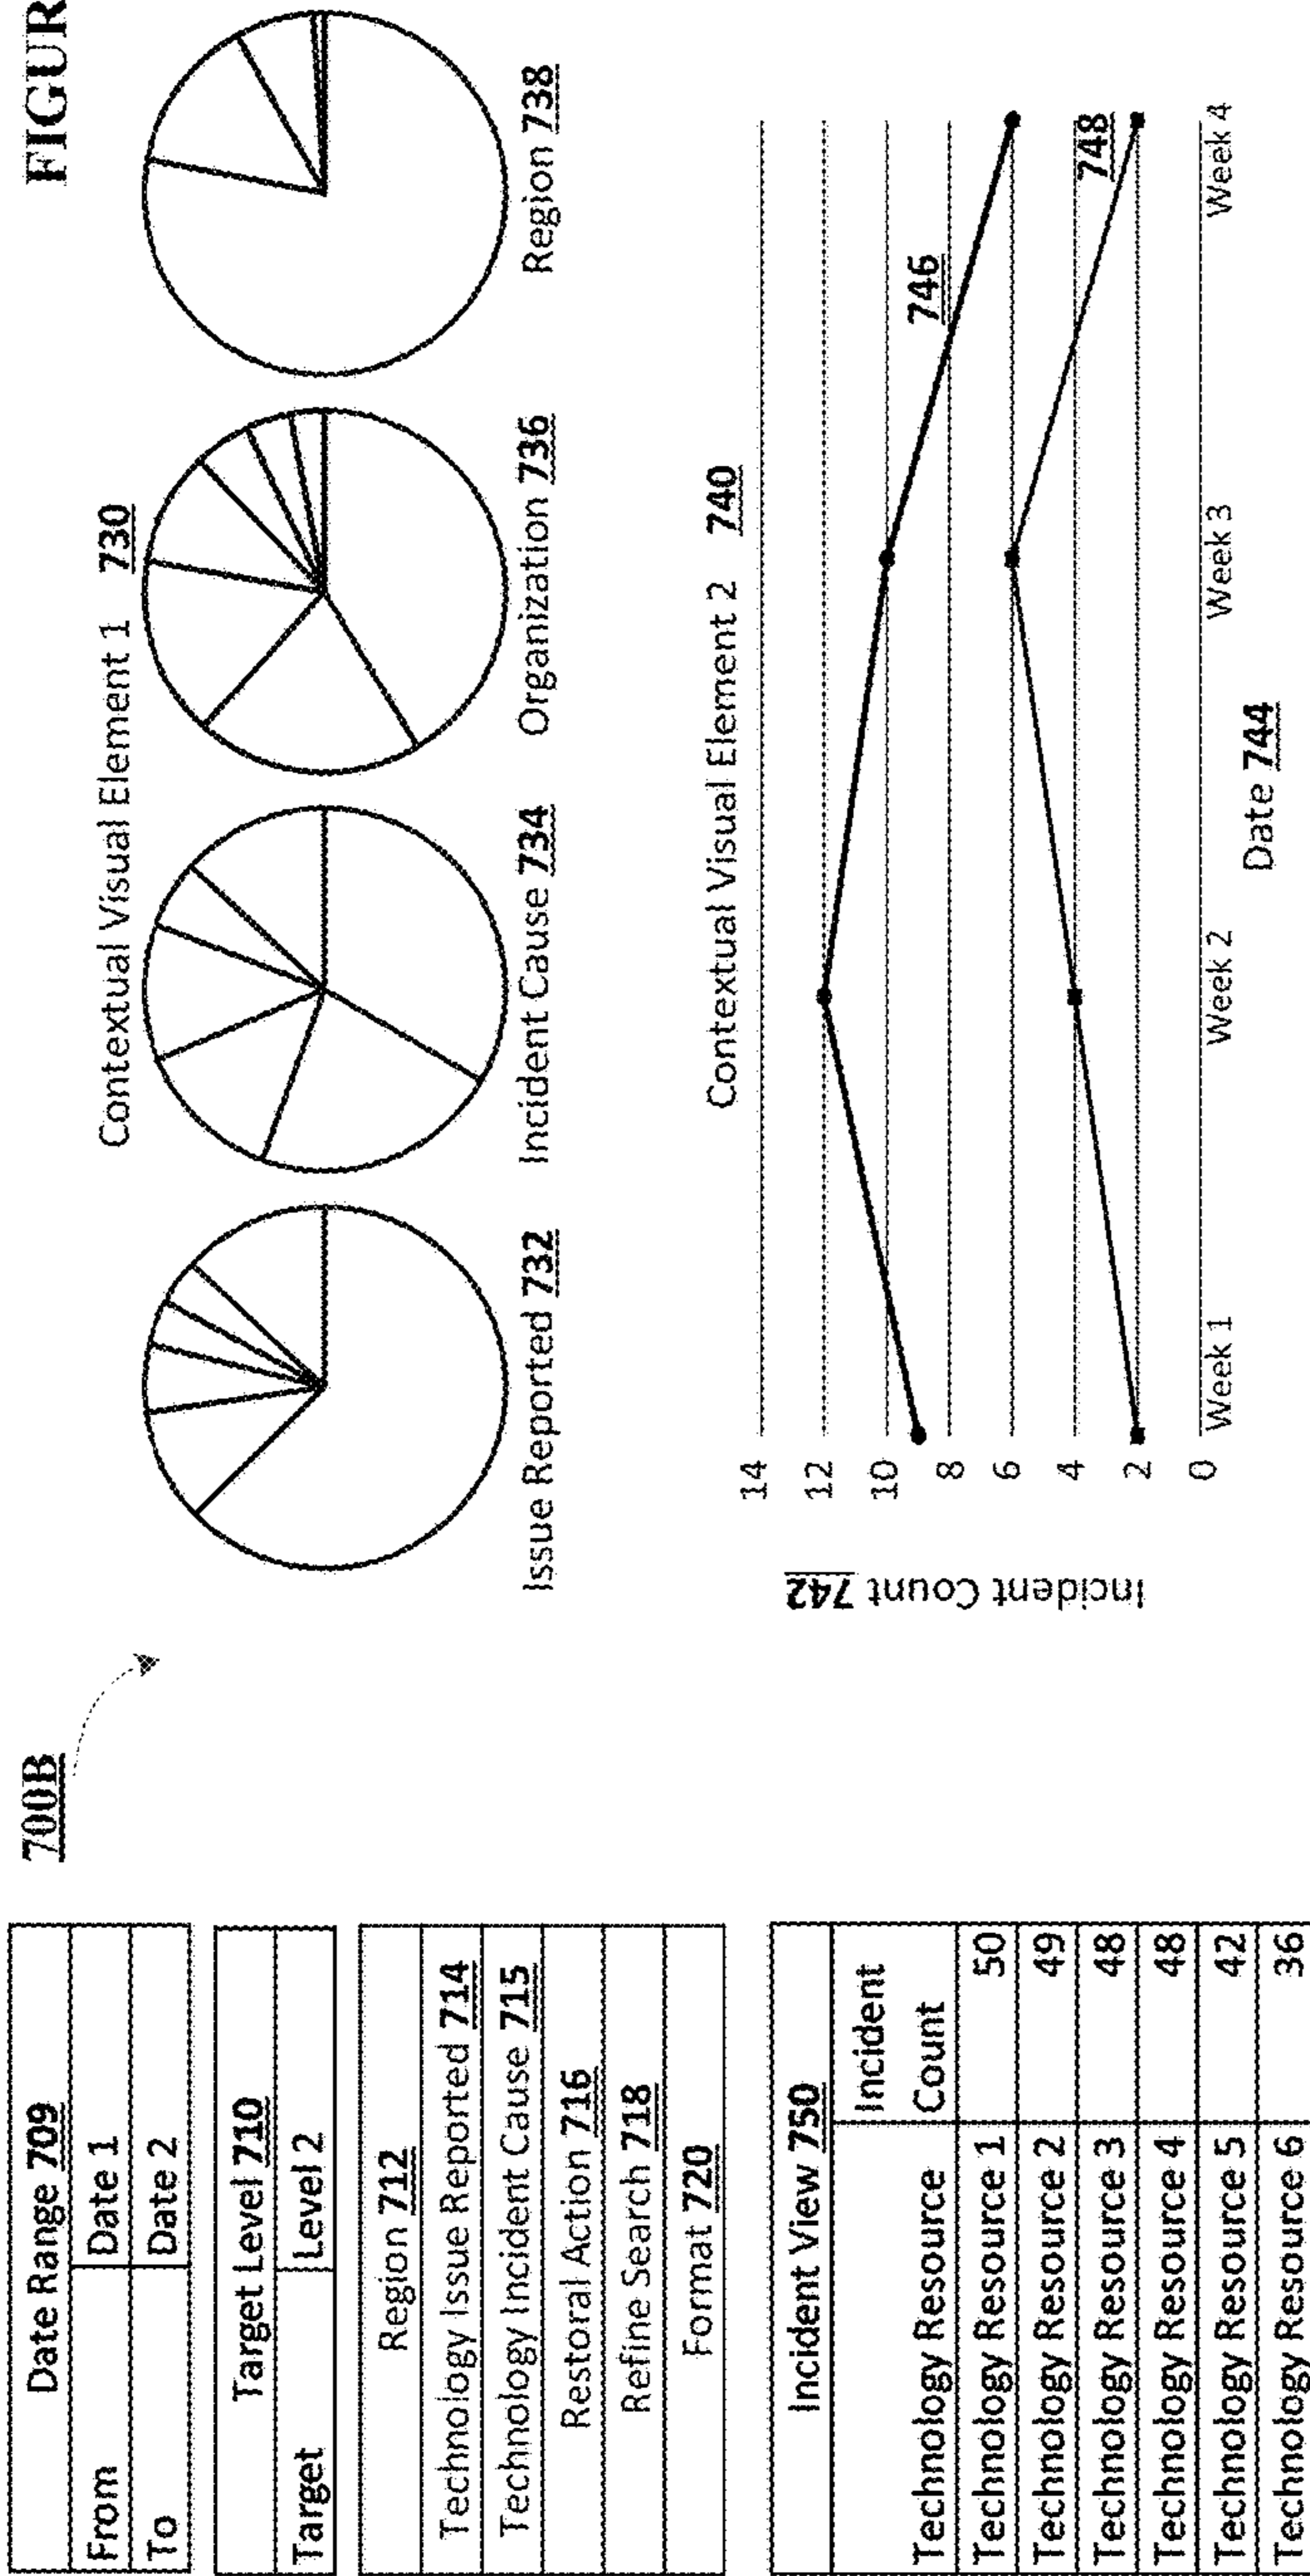 700B
FIGUR
Date Range 709
From Date 1
To Date 2
Target Level 710
Target Level 2
Region 712
Technology Issue Reported 714
Technology Incident Cause 715
Restoral Action 716
Refine Search 718
Format 720
Incident View 750
Technology Resource Incident Count
Technology Resource 1 50
Technology Resource 2 49
Technology Resource 3 48
Technology Resource 4 48
Technology Resource 5 42
Technology Resource 6 36
Contextual Visual Element 1 730
Issue Reported 732
Incident Cause 734
Organization 736
Region 738
Contextual Visual Element 2 740
Incident Count 742
14
12
10
8
6
4
2
0
746
748
Week 1 Week 2 Week 3 Week 4
Date 744